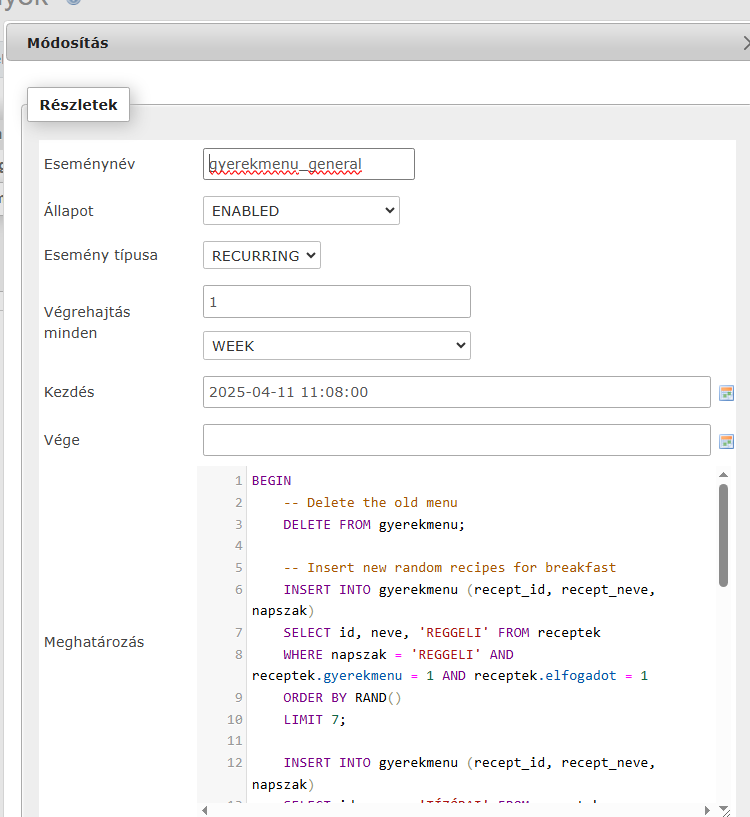 Módosítás
Részletek
Eseménynév gyerekmenu_general
Állapot ENABLED
Esemény típusa RECURRING
Végrehajtás minden 1
WEEK
Kezdés 2025-04-11 11:08:00
Vége
Meghatározás
1 BEGIN
2 -- Delete the old menu
3 DELETE FROM gyerekmenu;
4
5 -- Insert new random recipes for breakfast
6 INSERT INTO gyerekmenu (recept_id, recept_neve,
napszak)
7 SELECT id, neve, 'REGGELI' FROM receptek
8 WHERE napszak = 'REGGELI' AND
receptek.gyerekmenu = 1 AND receptek.elfogadot = 1
9 ORDER BY RAND()
10 LIMIT 7;
11
12 INSERT INTO gyerekmenu (recept_id, recept_neve,
napszak)